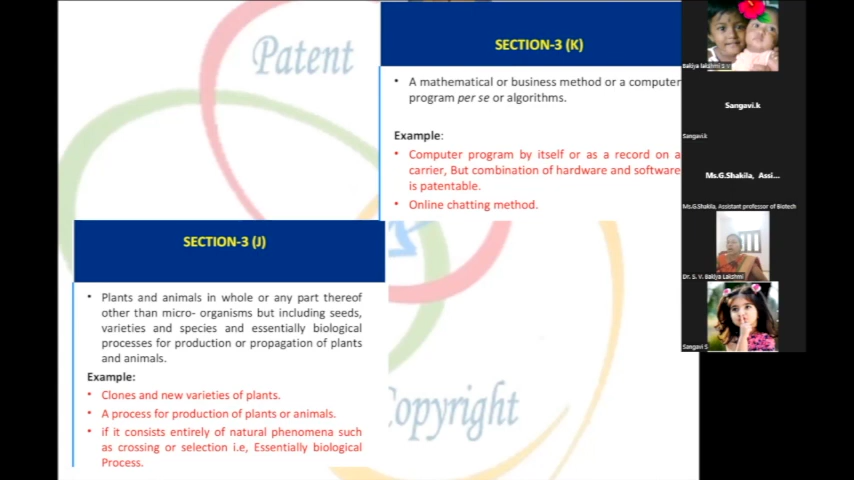 Patent
SECTION-3 (K)
• A mathematical or business method or a computer
program per se or algorithms.
Example:
• Computer program by itself or as a record on a
carrier, But combination of hardware and software
is patentable.
• Online chatting method.
SECTION-3 (J)
• Plants and animals in whole or any part thereof
other than micro- organisms but including seeds,
varieties and species and essentially biological
processes for production or propagation of plants
and animals.
Example:
• Clones and new varieties of plants.
• A process for production of plants or animals.
• if it consists entirely of natural phenomena such
as crossing or selection i.e, Essentially biological
Process.
Copyright
Bakiya lakshmi S V
Sangavi.k
Sangavi.k
Ms.G.Shakila, Assi...
Ms.G.Shakila, Assistant professor of Biotech
Dr. S. V. Bakiya Lakshmi
Sangavi S